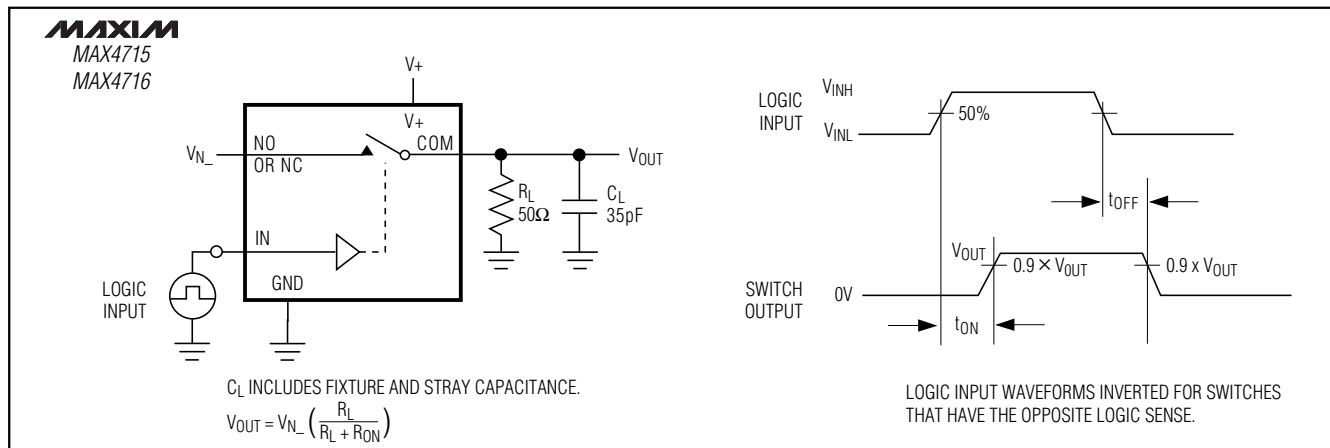 MAXIM
MAX4715
MAX4716
V+
V+
NO
OR NC
COM
V_N_
V_OUT
R_L
50Ω
C_L
35pF
IN
GND
LOGIC
INPUT
C_L INCLUDES FIXTURE AND STRAY CAPACITANCE.
V_OUT = V_N_ (R_L / (R_L + R_ON))
LOGIC
INPUT
V_INH
V_INL
50%
t_OFF
V_OUT
0.9 × V_OUT
0.9 x V_OUT
SWITCH
OUTPUT
0V
t_ON
LOGIC INPUT WAVEFORMS INVERTED FOR SWITCHES
THAT HAVE THE OPPOSITE LOGIC SENSE.